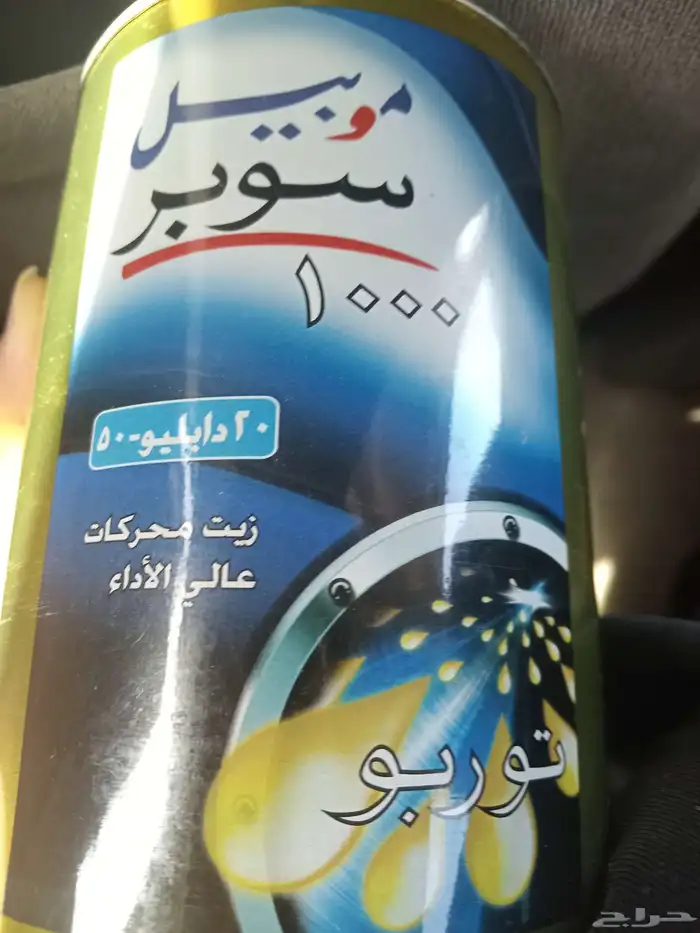 موبيل
سوبر
١٠٠٠
٢٠ دابليو-٥٠
زيت محركات
عالي الأداء
توربو
حراج